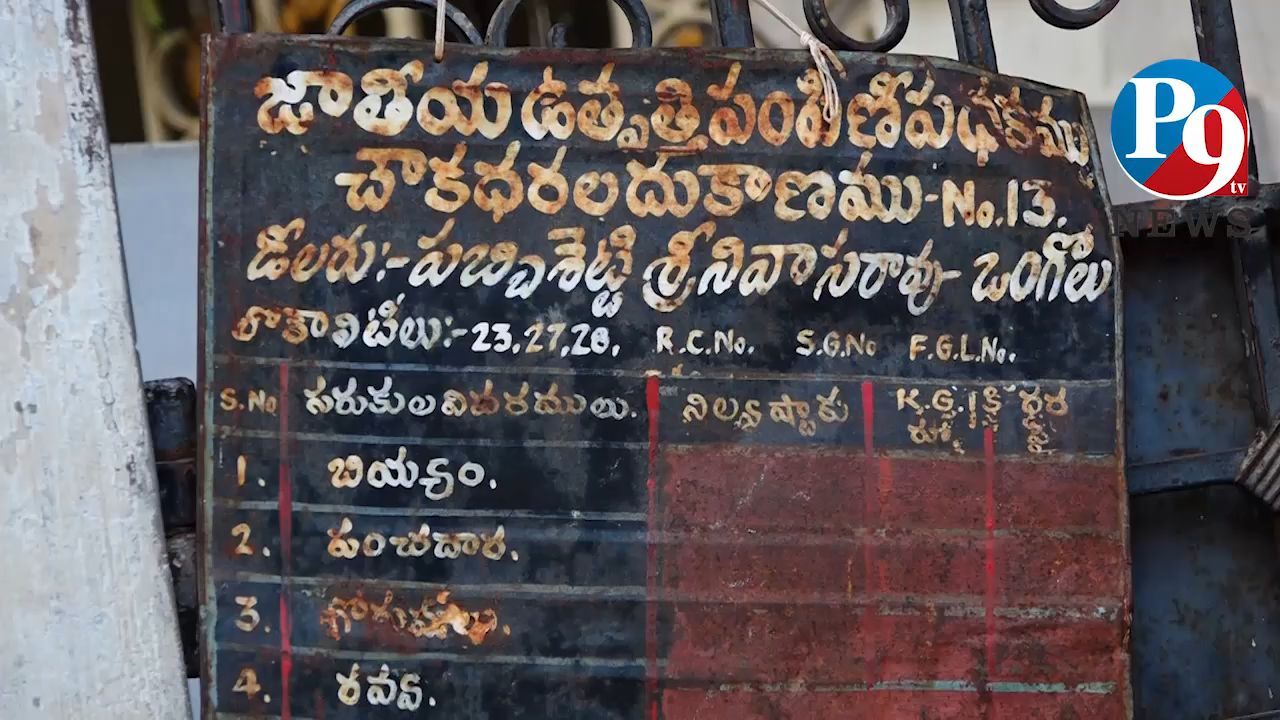 జాతీయ ఉత్పత్తి పంపిణీ పధకము
చౌకధరల దుకాణము-No.13.
డీలరు:- పబ్బిశెట్టి శ్రీనివాసరావు- ఒంగోలు
లొకాలిటీలు:- 23,27,28. R.C.No. S.G.No F.G.L.No.
S.No సరుకుల వివరములు. నిల్వ ష్టాకు K.G.
1. బియ్యం.
2. పంచదార.
3. గోధుమలు.
4. రవ్వ.
P9
tv
NEWS